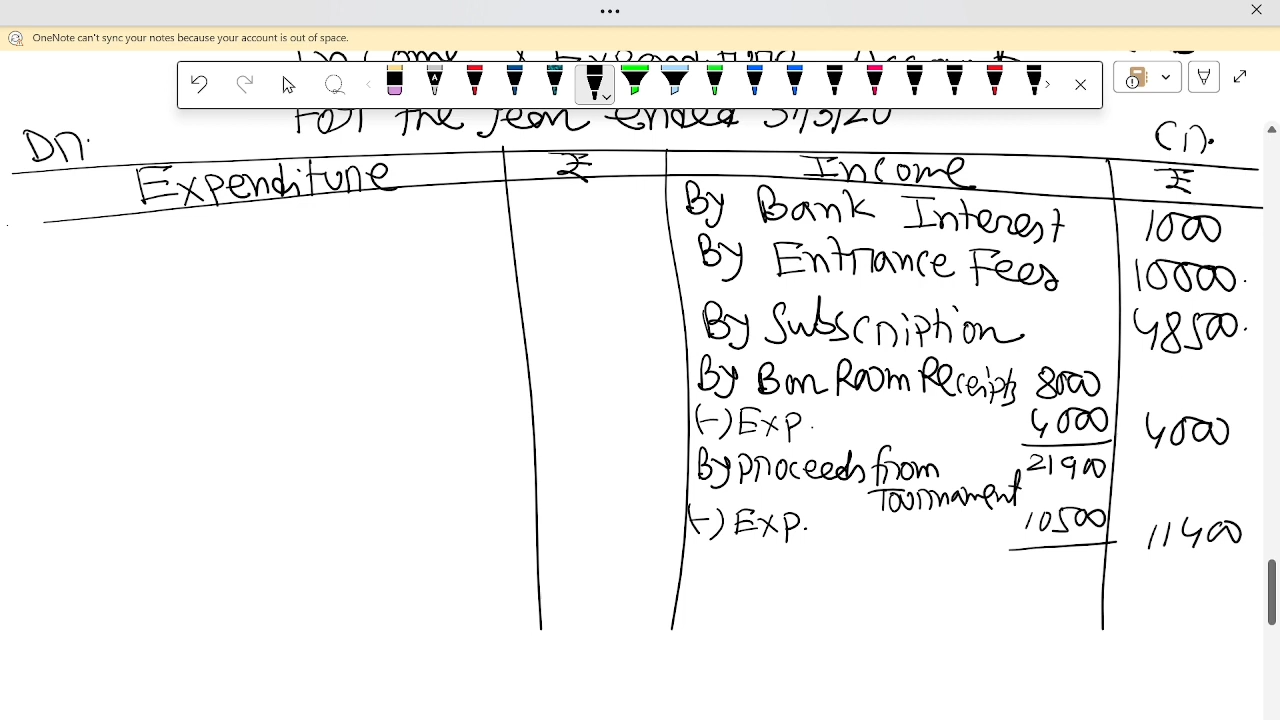 OneNote can't sync your notes because your account is out of space.
For the Year ended 31/3/20
Dr.
Cr.
Expenditure ₹ Income ₹
By Bank Interest 1000
By Entrance Fees 10000.
By Subscription 48500.
By Bar Room Receipts 8000
(-) Exp. 4000 4000
By proceeds from 21900
Tournament
(-) Exp. 10500 11400